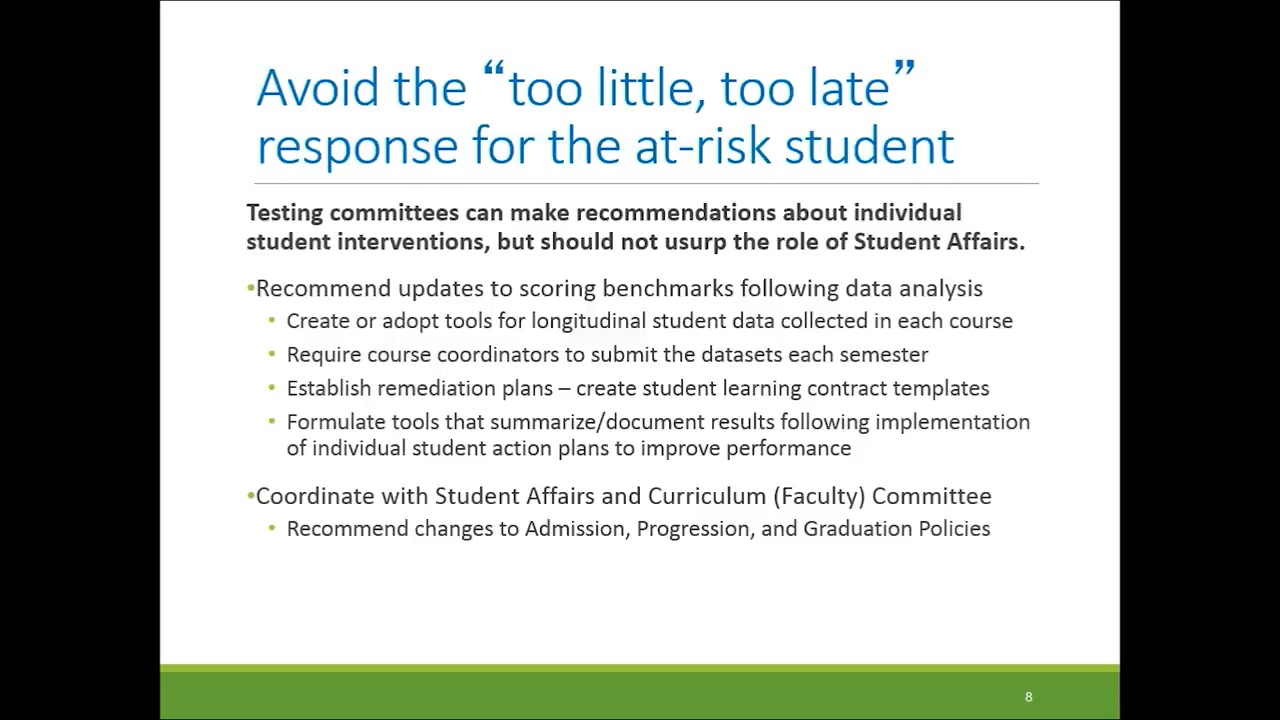 Avoid the “too little, too late”
response for the at-risk student
Testing committees can make recommendations about individual
student interventions, but should not usurp the role of Student Affairs.
•Recommend updates to scoring benchmarks following data analysis
• Create or adopt tools for longitudinal student data collected in each course
• Require course coordinators to submit the datasets each semester
• Establish remediation plans – create student learning contract templates
• Formulate tools that summarize/document results following implementation
of individual student action plans to improve performance
•Coordinate with Student Affairs and Curriculum (Faculty) Committee
• Recommend changes to Admission, Progression, and Graduation Policies
8